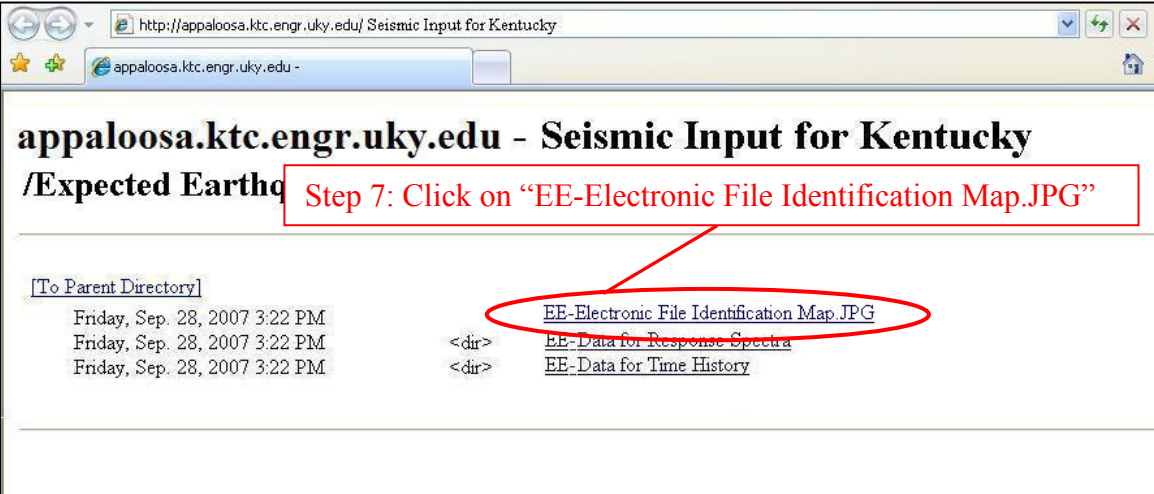 http://appaloosa.ktc.engr.uky.edu/ Seismic Input for Kentucky
appaloosa.ktc.engr.uky.edu -
appaloosa.ktc.engr.uky.edu - Seismic Input for Kentucky
/Expected Earthq
Step 7: Click on “EE-Electronic File Identification Map.JPG”
[To Parent Directory]
Friday, Sep. 28, 2007 3:22 PM EE-Electronic File Identification Map.JPG
Friday, Sep. 28, 2007 3:22 PM <dir> EE-Data for Response Spectra
Friday, Sep. 28, 2007 3:22 PM <dir> EE-Data for Time History